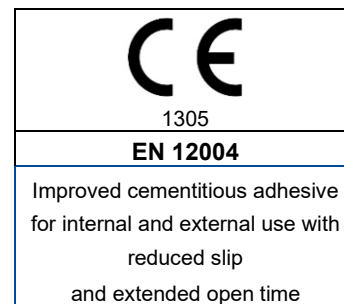 CE
1305
EN 12004
Improved cementitious adhesive
for internal and external use with
reduced slip
and extended open time